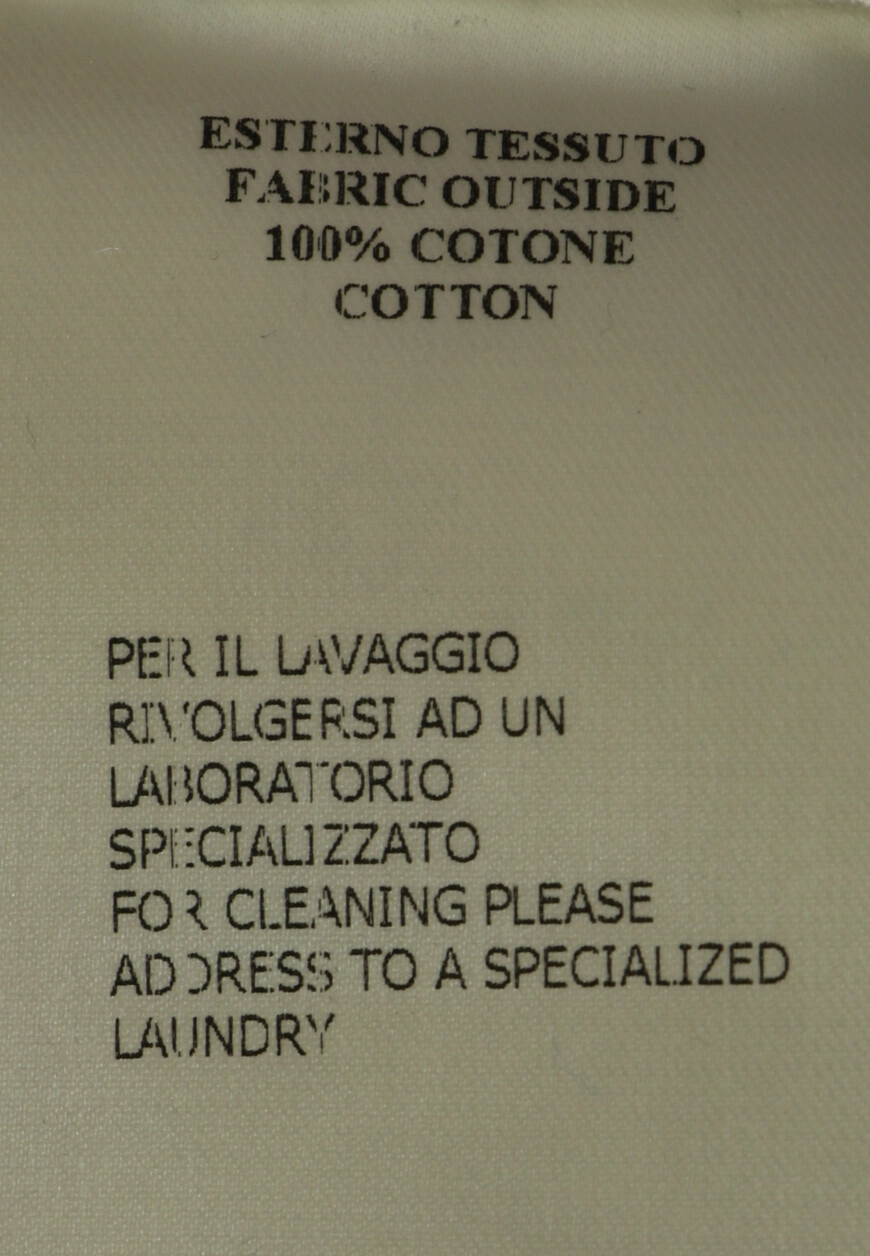 ESTERNO TESSUTO
FABRIC OUTSIDE
100% COTONE
COTTON
PER IL LAVAGGIO
RIVOLGERSI AD UN
LABORATORIO
SPECIALIZZATO
FOR CLEANING PLEASE
ADDRESS TO A SPECIALIZED
LAUNDRY